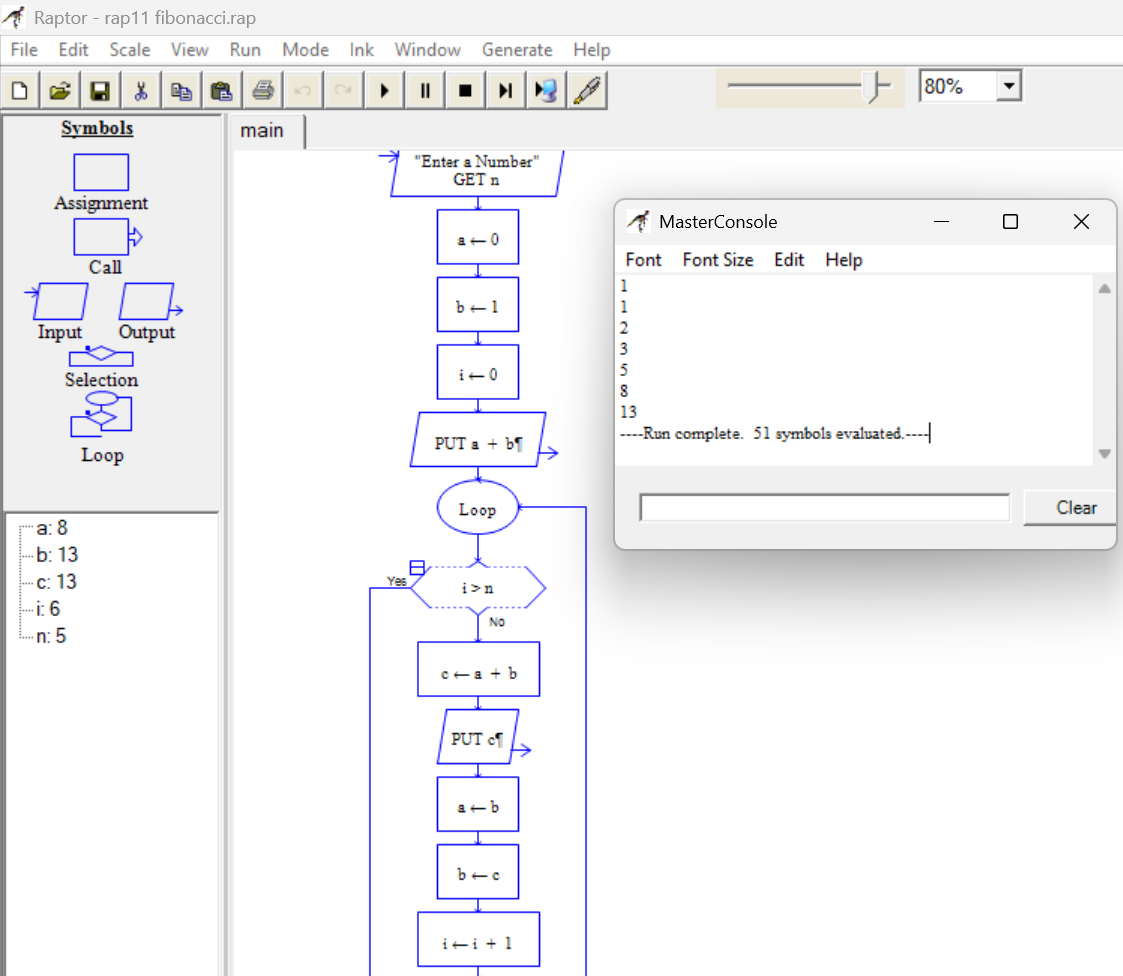 Raptor - rap11 fibonacci.rap
File Edit Scale View Run Mode Ink Window Generate Help
80%
Symbols
Assignment
Call
Input Output
Selection
Loop
a: 8
b: 13
c: 13
i: 6
n: 5
main
"Enter a Number"
GET n
a ← 0
b ← 1
i ← 0
PUT a + b¶
Loop
Yes
i > n
No
c ← a + b
PUT c¶
a ← b
b ← c
i ← i + 1
MasterConsole
Font Font Size Edit Help
1
1
2
3
5
8
13
----Run complete. 51 symbols evaluated.----
Clear